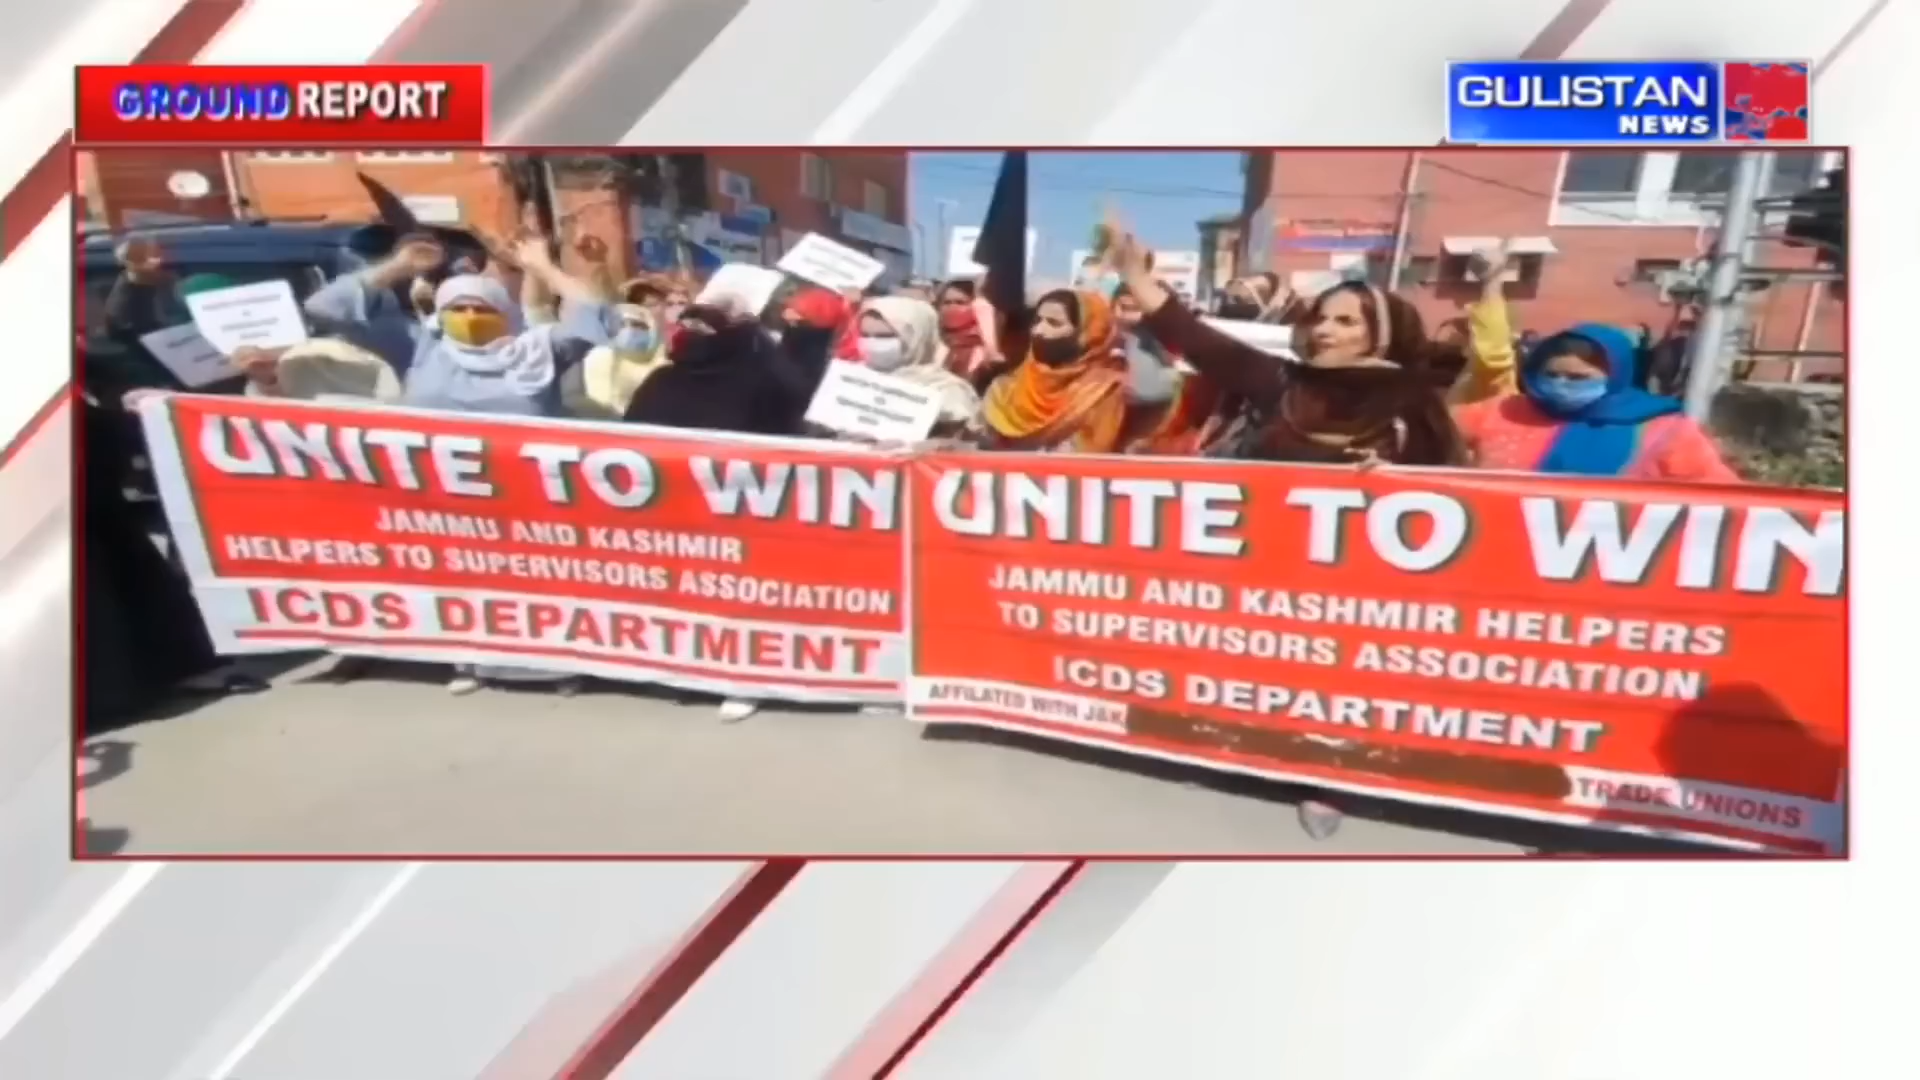 GROUND REPORT
GULISTAN
NEWS
UNITE TO WIN
JAMMU AND KASHMIR
HELPERS TO SUPERVISORS ASSOCIATION
ICDS DEPARTMENT
UNITE TO WIN
JAMMU AND KASHMIR HELPERS
TO SUPERVISORS ASSOCIATION
ICDS DEPARTMENT
AFFILATED WITH J&K
TRADE UNIONS